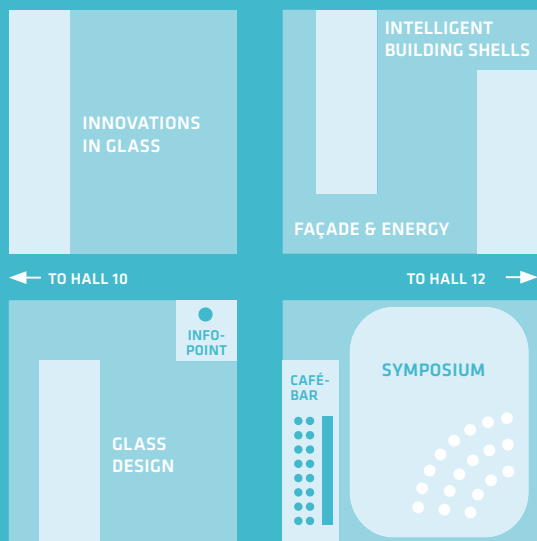 INNOVATIONS
IN GLASS
INTELLIGENT
BUILDING SHELLS
FAÇADE & ENERGY
TO HALL 10
TO HALL 12
INFO-
POINT
GLASS
DESIGN
CAFÉ-
BAR
SYMPOSIUM